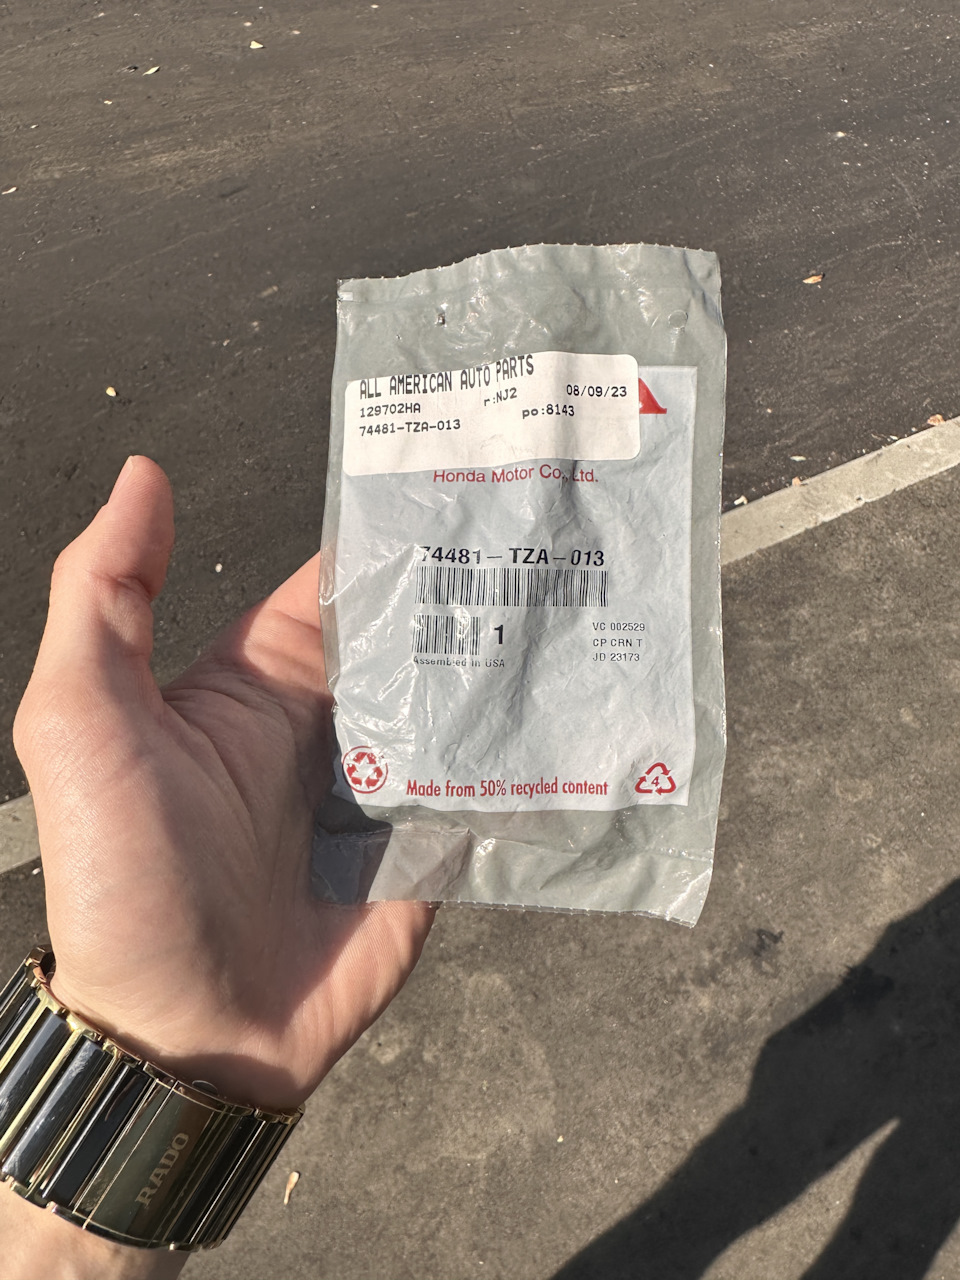 ALL AMERICAN AUTO PARTS
129702HA r:NJ2 08/09/23
74481-TZA-013 po:8143
Honda Motor Co., Ltd.
74481-TZA-013
1
VC 002529
CP CRN T
Assembled in USA
JD 23173
Made from 50% recycled content
4
RADO